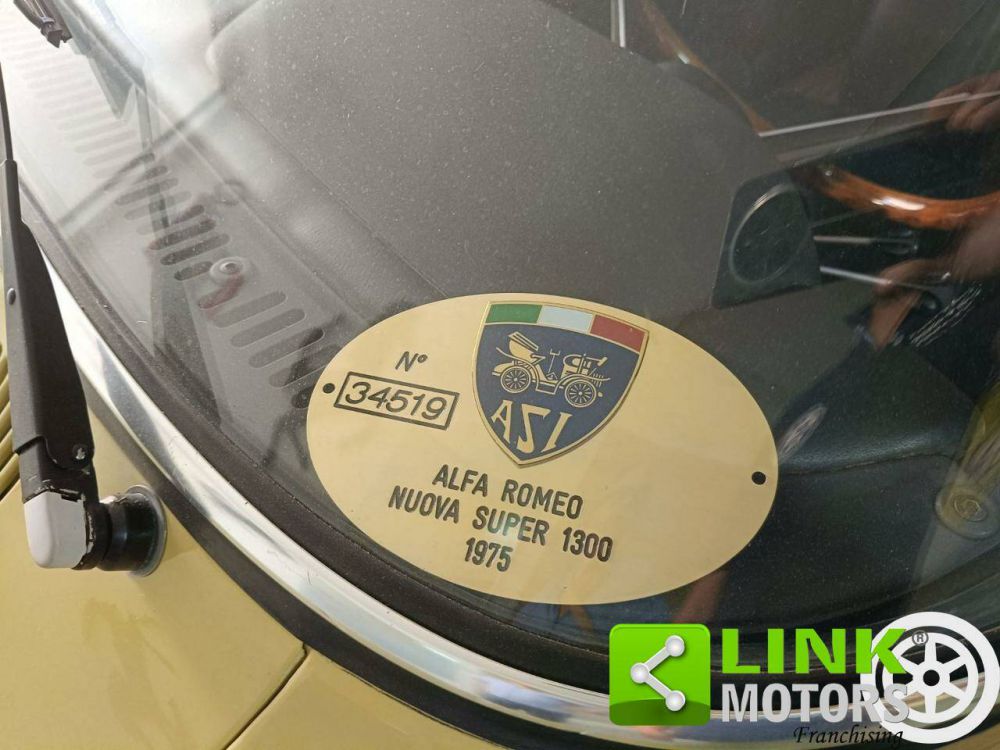 N°
34519
ASI
ALFA ROMEO
NUOVA SUPER 1300
1975
LINK®
MOTORS
Franchising